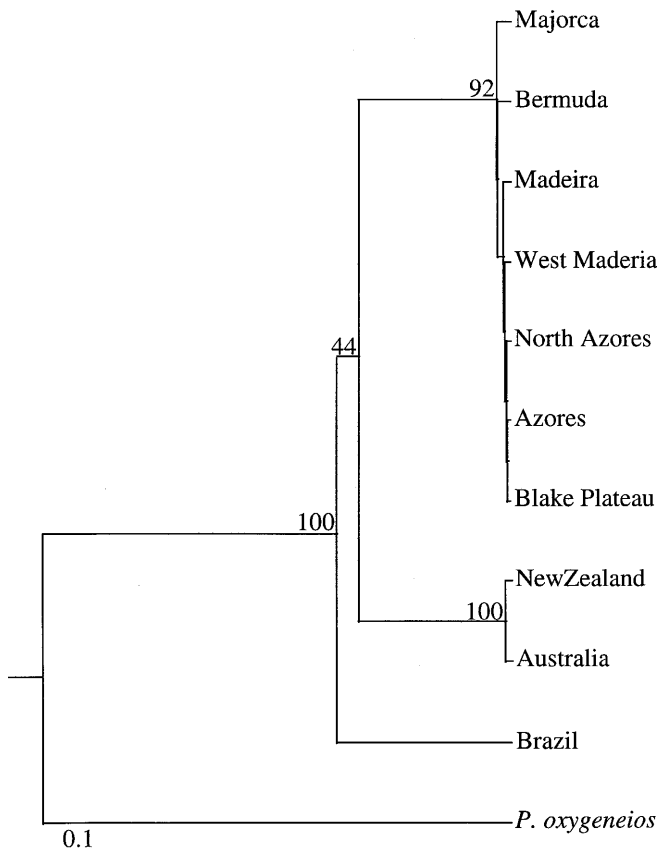 Majorca
92
Bermuda
Madeira
West Maderia
North Azores
44
Azores
Blake Plateau
100
NewZealand
100
Australia
Brazil
P. oxygeneios
0.1